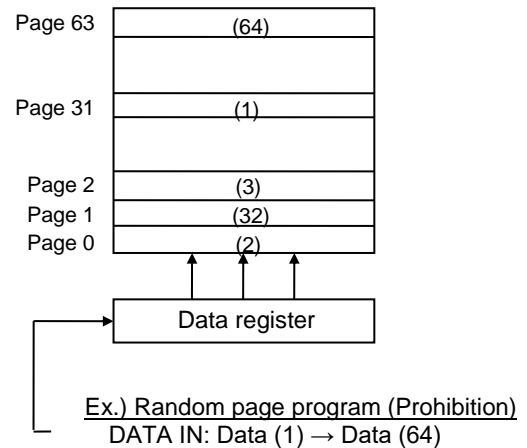 Page 63 (64)
Page 31 (1)
Page 2 (3)
Page 1 (32)
Page 0 (2)
Data register
Ex.) Random page program (Prohibition)
DATA IN: Data (1) → Data (64)